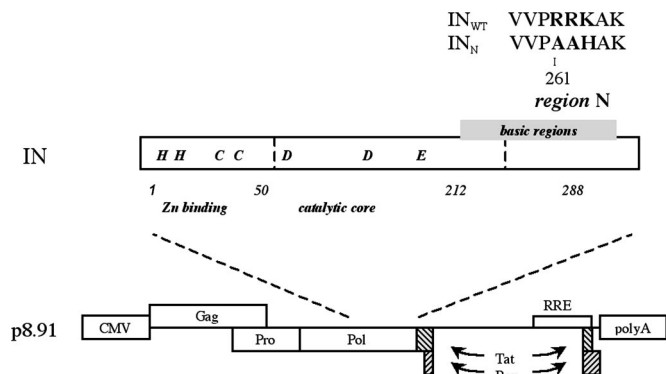 IN_WT VVPRRKAK
IN_N VVPAAHAK
261
region N
basic regions
IN
H H C C D D E
1 50 212 288
Zn binding catalytic core
RRE
Gag
p8.91 CMV polyA
Pro Pol
Tat